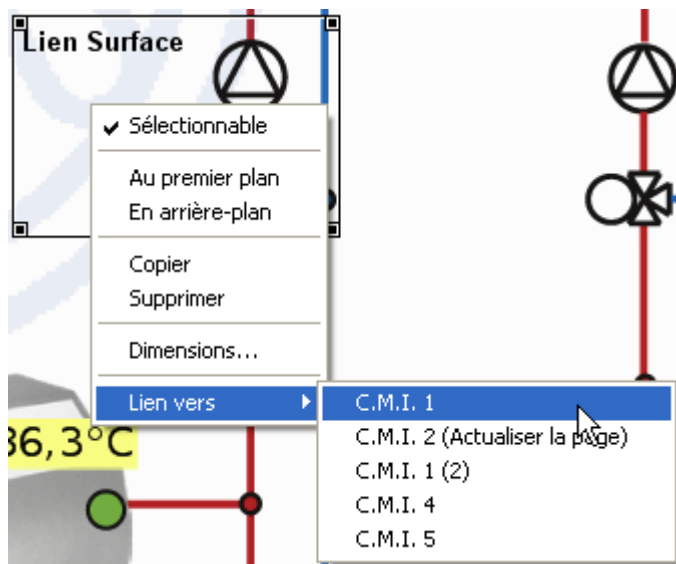 Lien Surface
Sélectionnable
Au premier plan
En arrière-plan
Copier
Supprimer
Dimensions...
Lien vers
C.M.I. 1
C.M.I. 2 (Actualiser la page)
C.M.I. 1 (2)
C.M.I. 4
C.M.I. 5
36,3°C